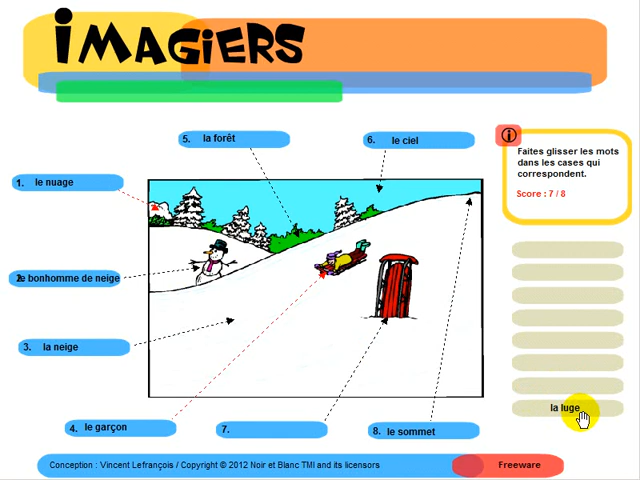 iMAGiERS
5. la forêt
6. le ciel
i
Faites glisser les mots
dans les cases qui
correspondent.
Score : 7 / 8
1. le nuage
2. le bonhomme de neige
3. la neige
la luge
4. le garçon
7.
8. le sommet
Conception : Vincent Lefrançois / Copyright © 2012 Noir et Blanc TMI and its licensors
Freeware